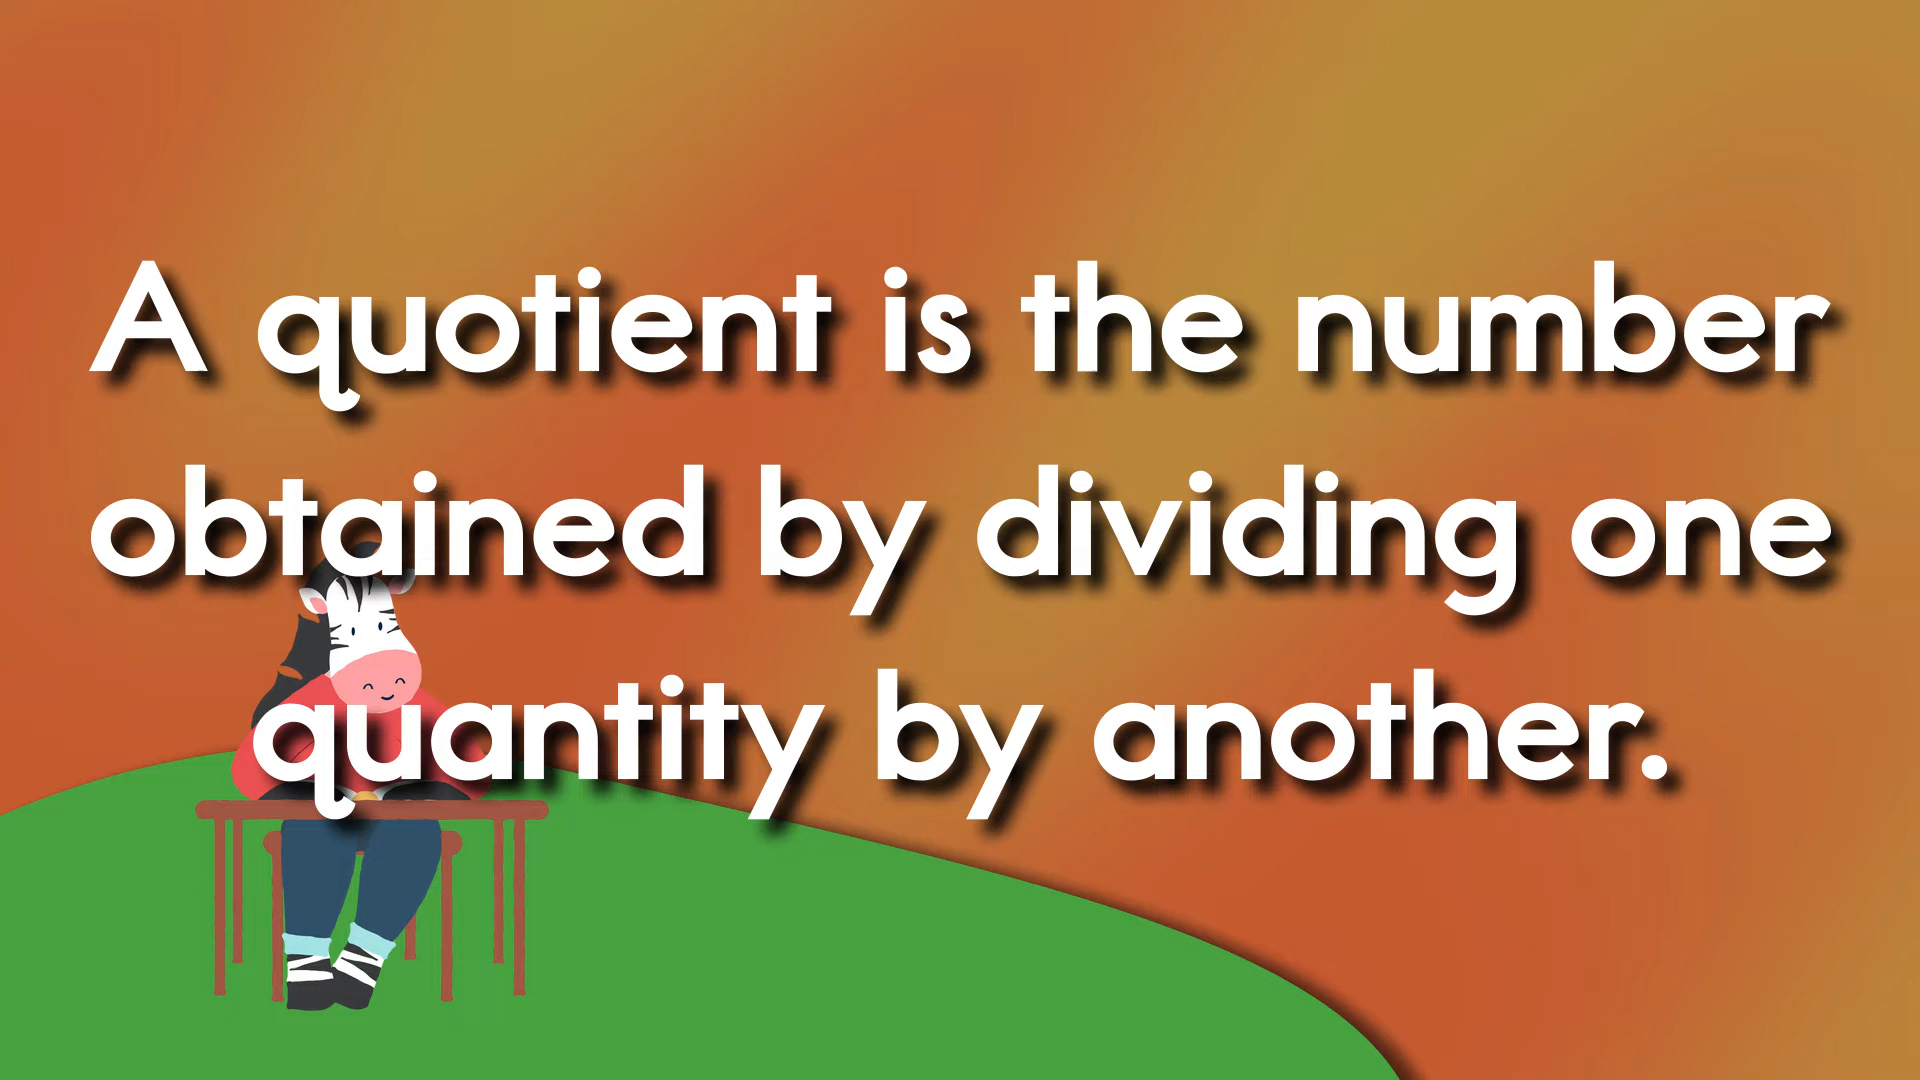 A quotient is the number
obtained by dividing one
quantity by another.